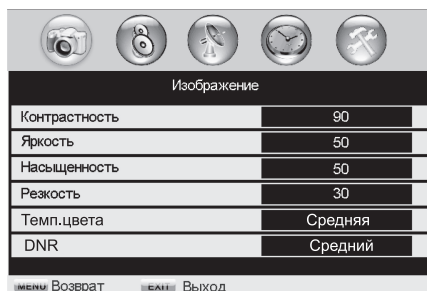 Изображение
Контрастность 90
Яркость 50
Насыщенность 50
Резкость 30
Темп.цвета Средняя
DNR Средний
MENU Возврат EXIT Выход